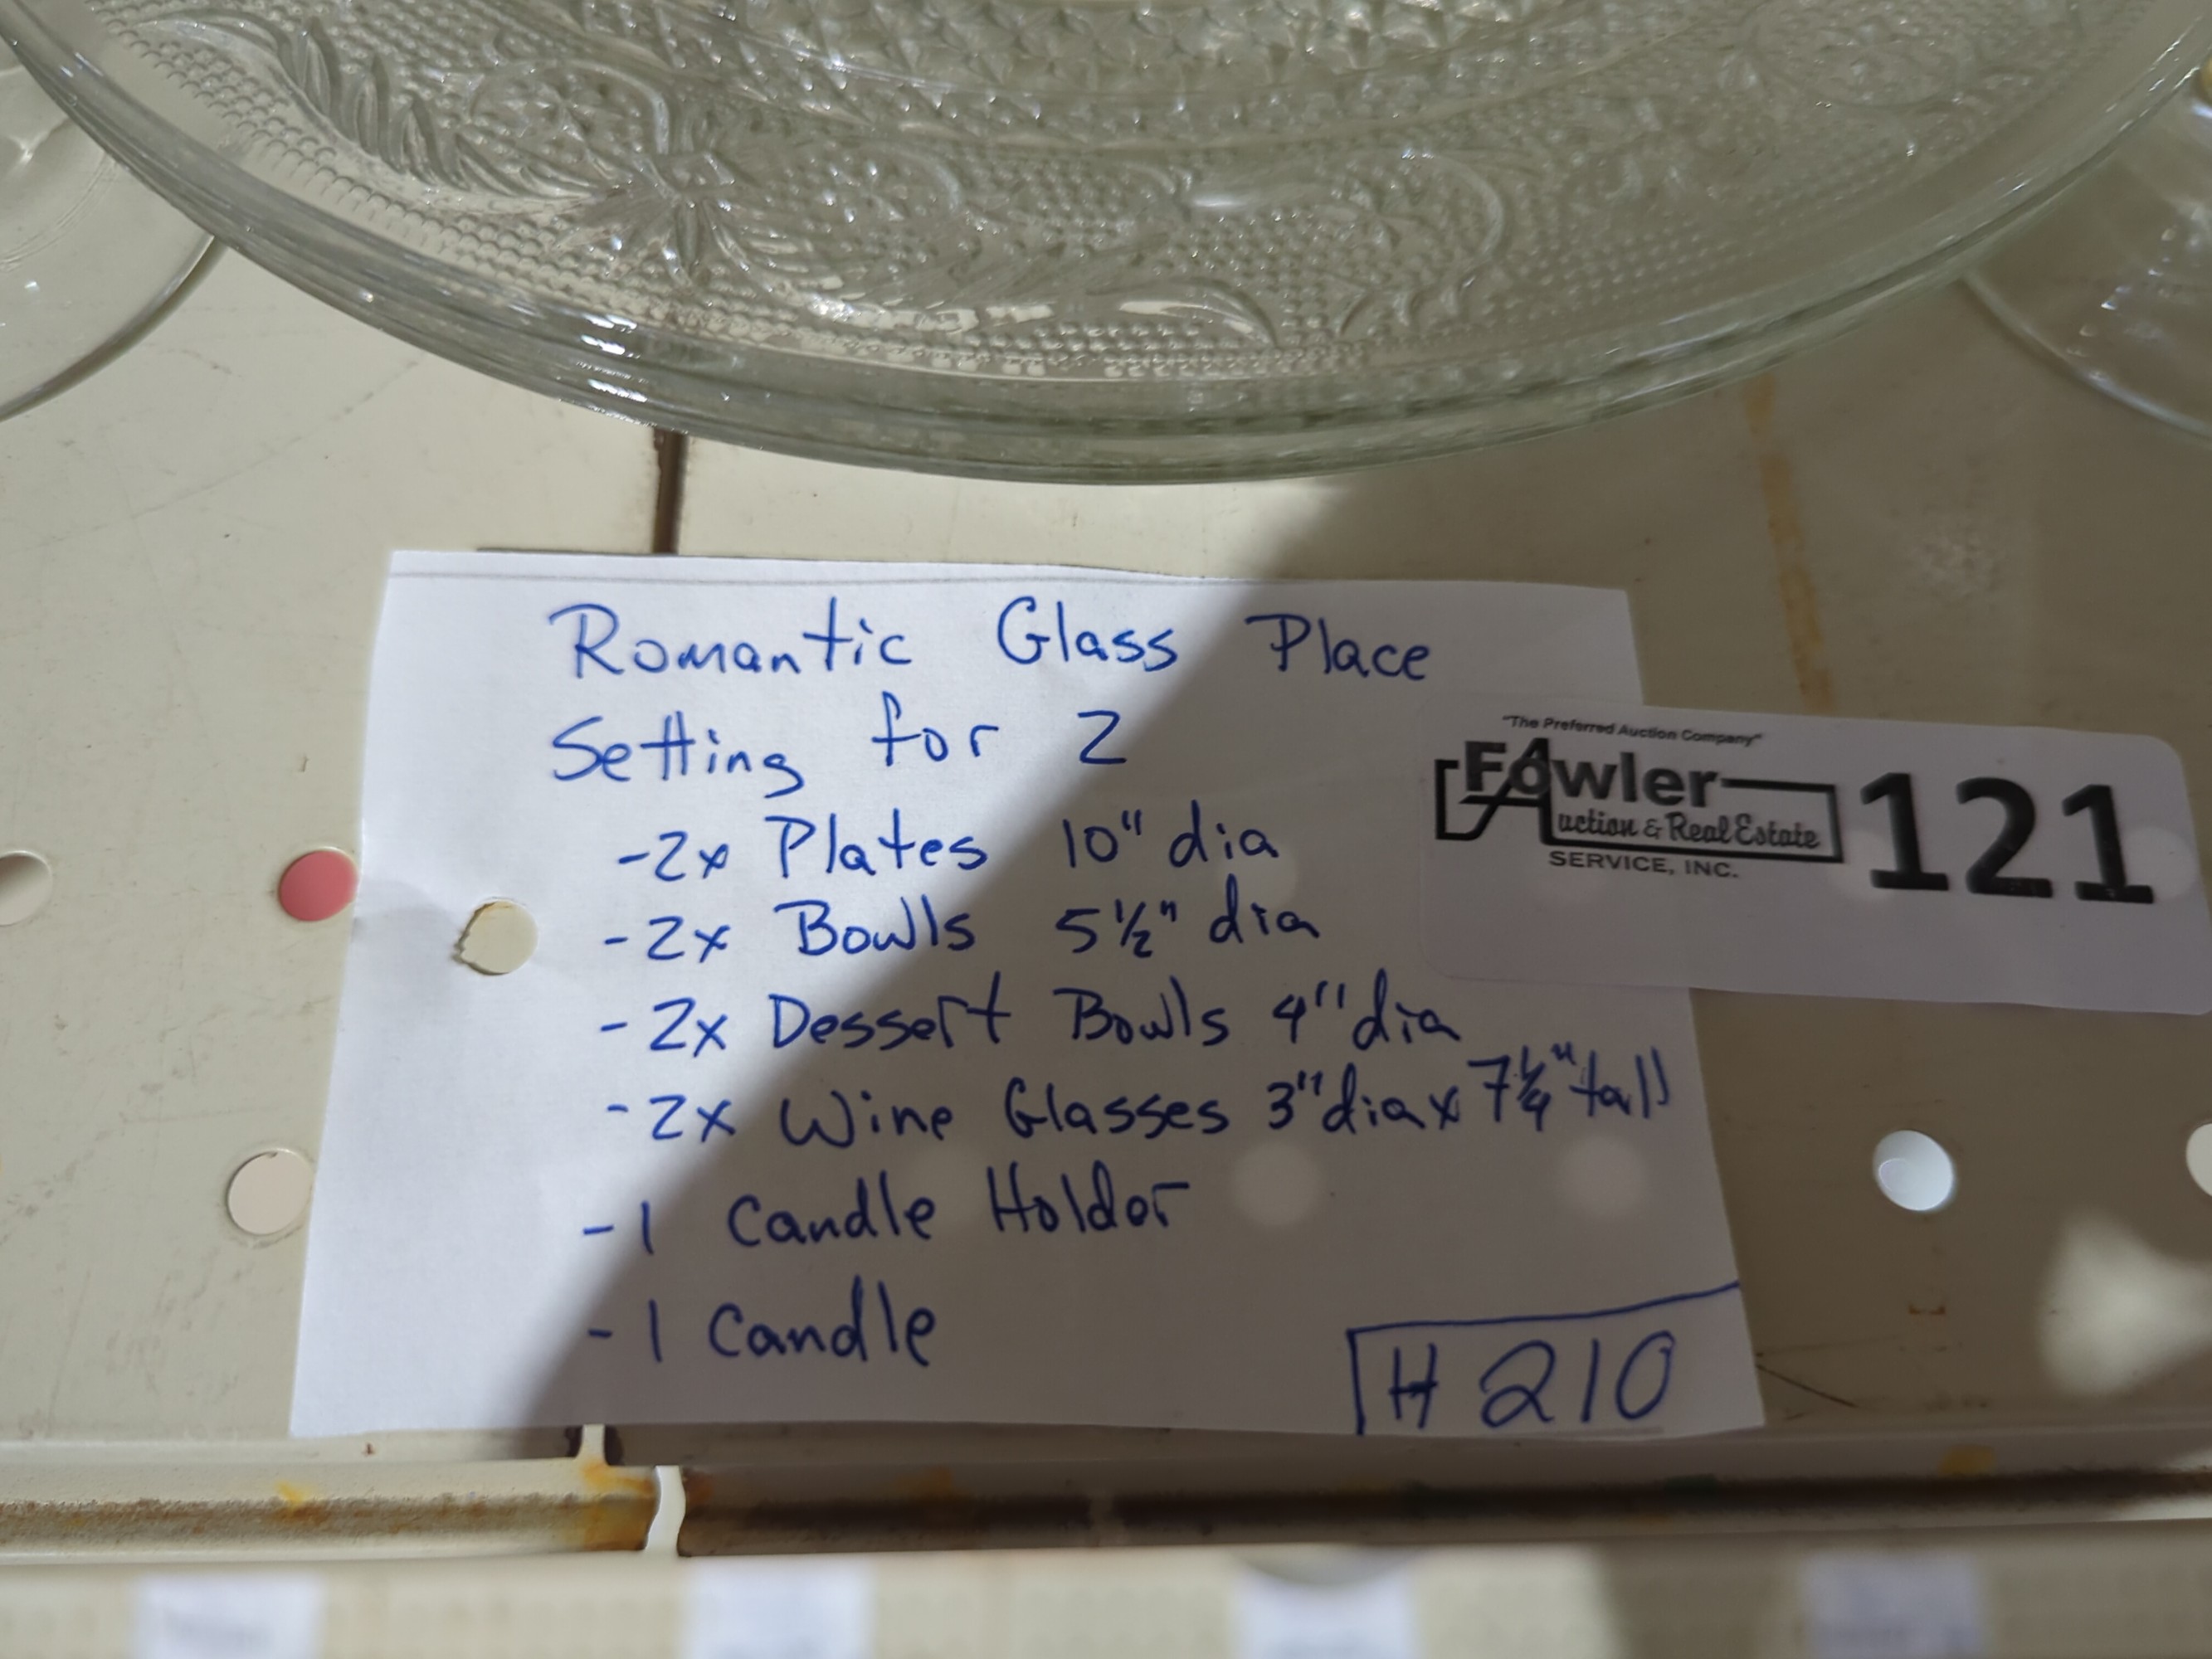 Romantic Glass Place
Setting for 2
-2x Plates 10" dia
-2x Bowls 5½" dia
-2x Dessert Bowls 4" dia
-2x Wine Glasses 3" dia x 7¼" tall
-1 Candle Holder
-1 Candle
H 210
"The Preferred Auction Company"
Fowler
Auction & Real Estate
SERVICE, INC.
121